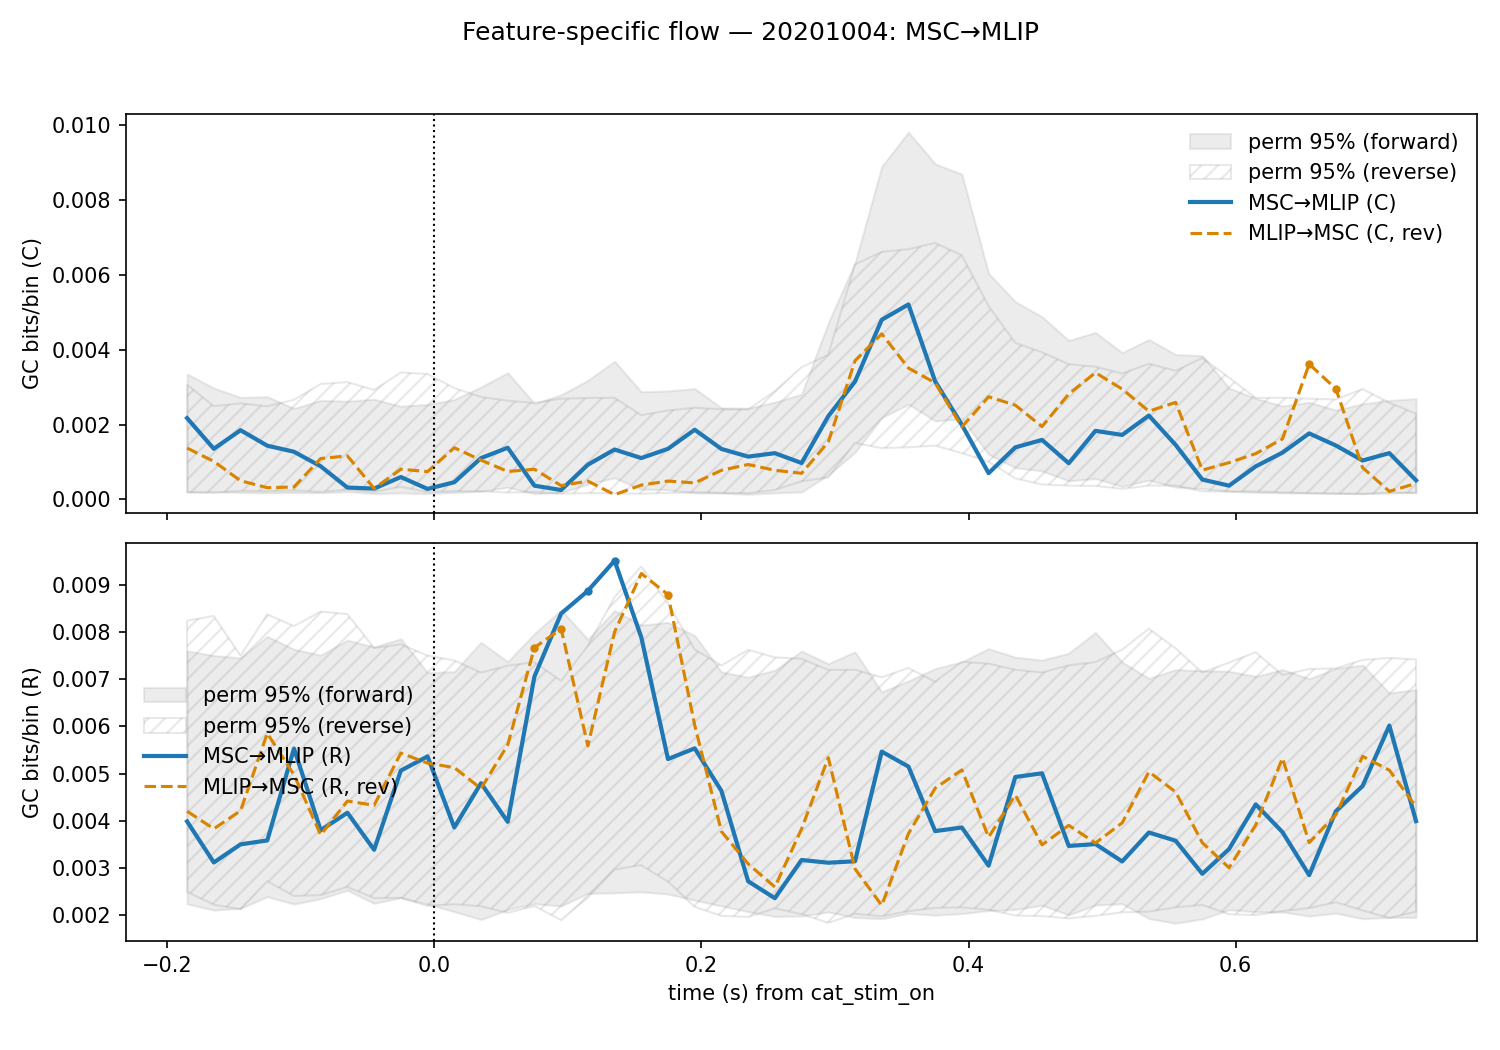 Feature-specific flow — 20201004: MSC→MLIP
0.010
0.008
0.006
0.004
0.002
0.000
GC bits/bin (C)
perm 95% (forward)
perm 95% (reverse)
MSC→MLIP (C)
MLIP→MSC (C, rev)
0.009
0.008
0.007
0.006
0.005
0.004
0.003
0.002
GC bits/bin (R)
perm 95% (forward)
perm 95% (reverse)
MSC→MLIP (R)
MLIP→MSC (R, rev)
−0.2 0.0 0.2 0.4 0.6
time (s) from cat_stim_on